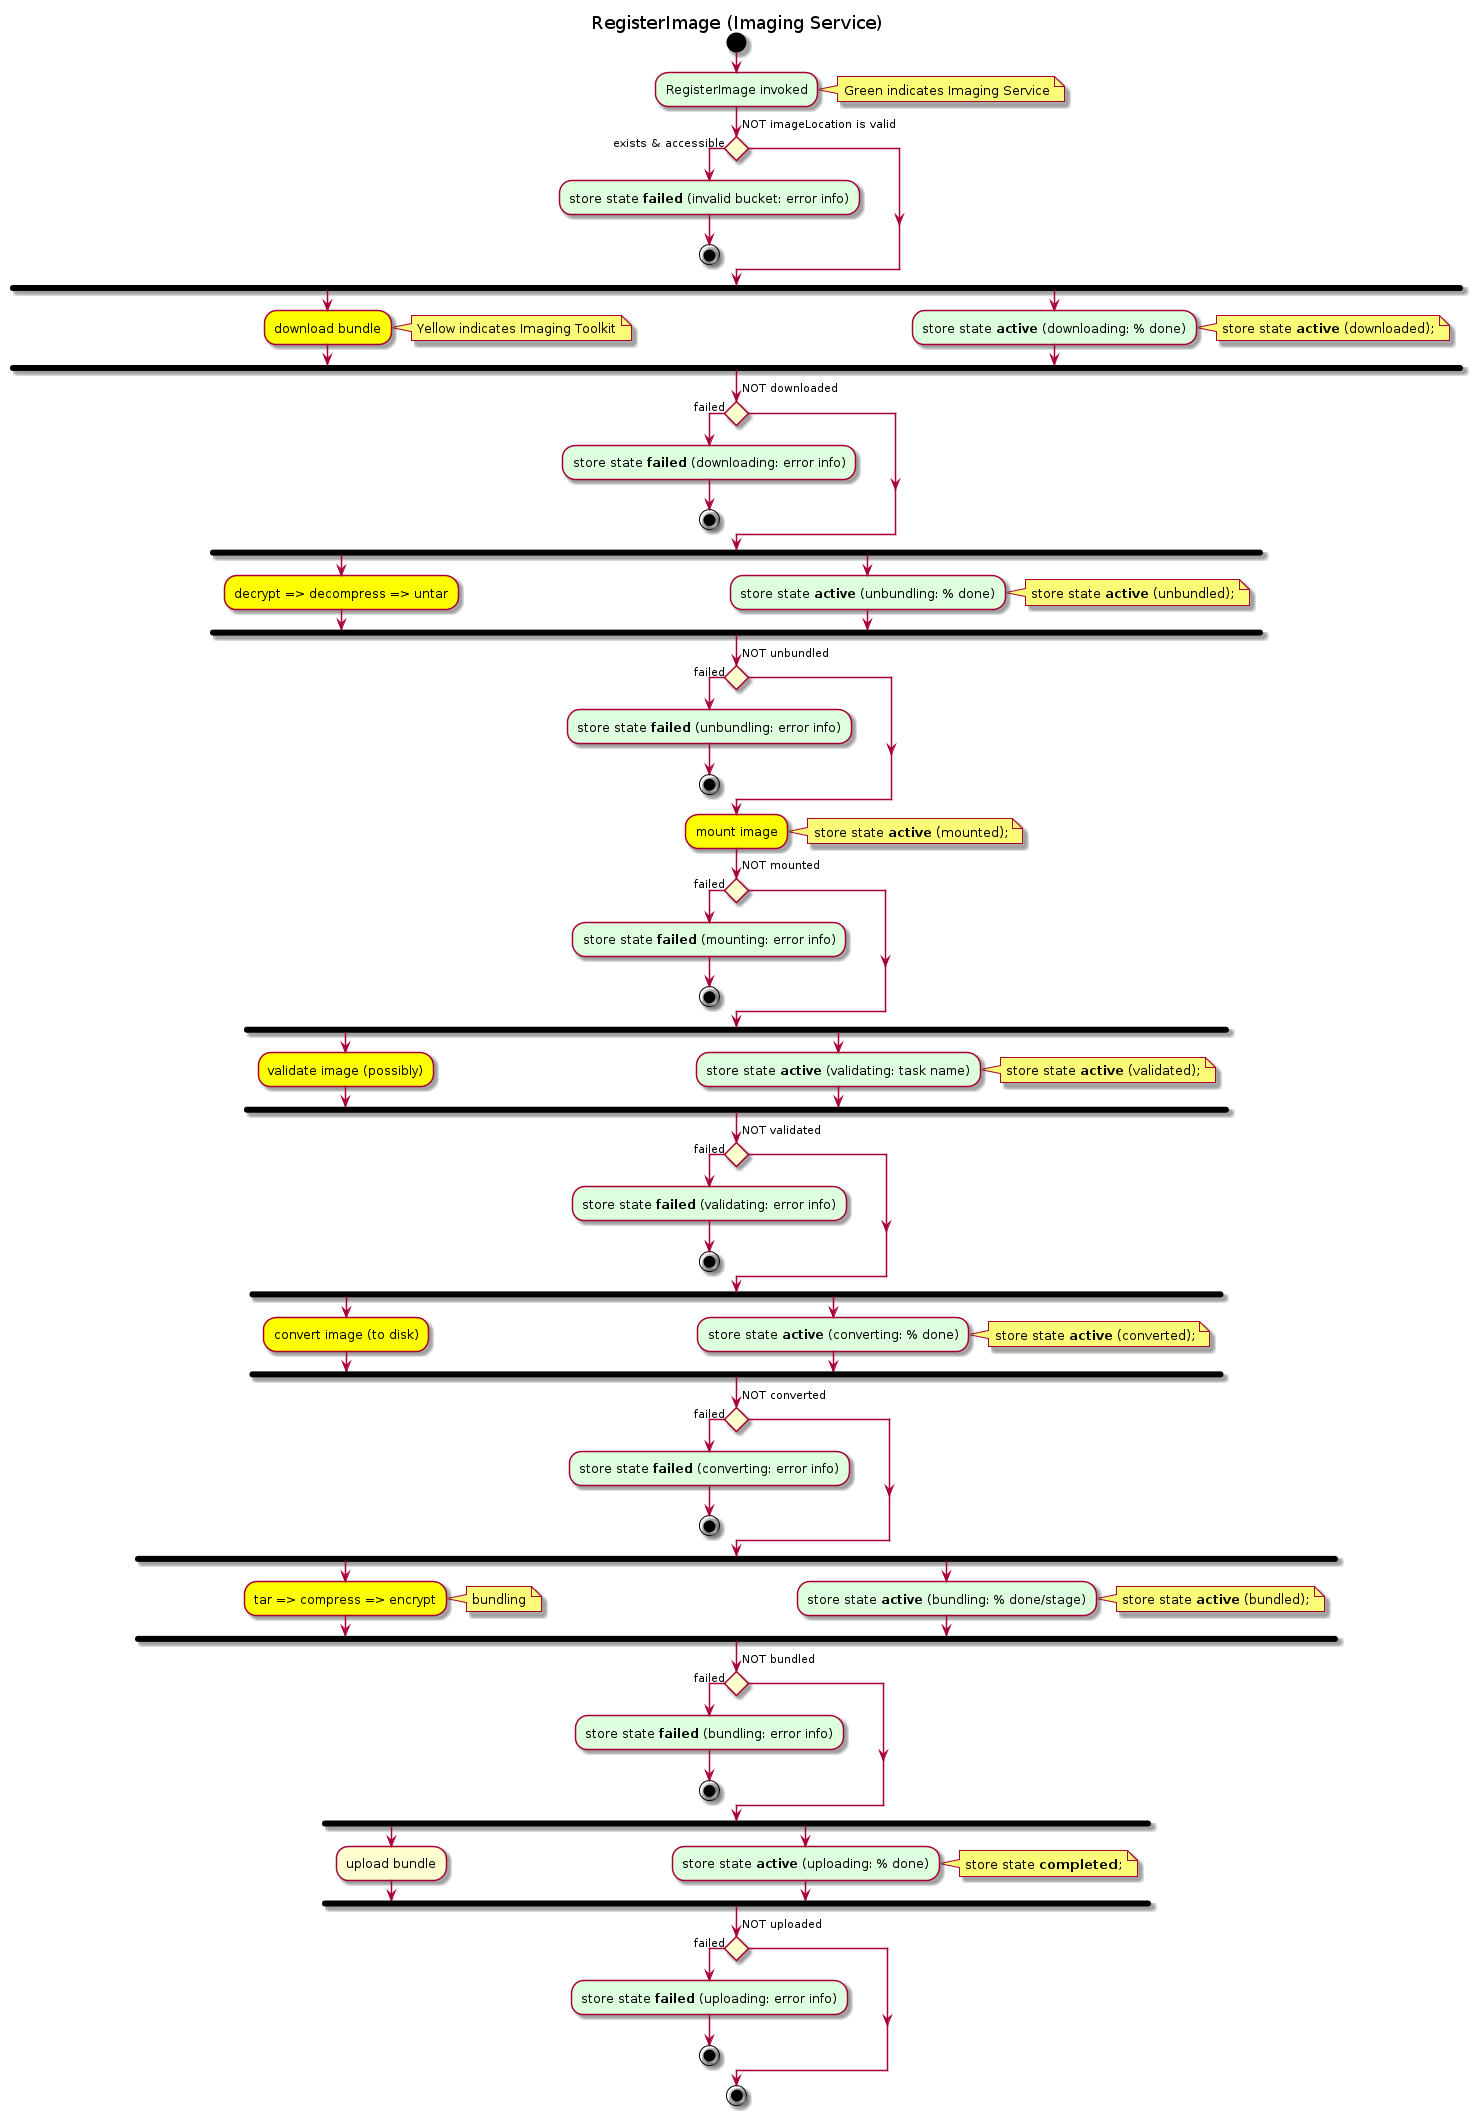 RegisterImage (Imaging Service)
RegisterImage invoked
Green indicates Imaging Service
NOT imageLocation is valid
exists & accessible
store state failed (invalid bucket: error info)
download bundle
Yellow indicates Imaging Toolkit
store state active (downloading: % done)
store state active (downloaded);
NOT downloaded
failed
store state failed (downloading: error info)
decrypt => decompress => untar
store state active (unbundling: % done)
store state active (unbundled);
NOT unbundled
failed
store state failed (unbundling: error info)
mount image
store state active (mounted);
NOT mounted
failed
store state failed (mounting: error info)
validate image (possibly)
store state active (validating: task name)
store state active (validated);
NOT validated
failed
store state failed (validating: error info)
convert image (to disk)
store state active (converting: % done)
store state active (converted);
NOT converted
failed
store state failed (converting: error info)
tar => compress => encrypt
bundling
store state active (bundling: % done/stage)
store state active (bundled);
NOT bundled
failed
store state failed (bundling: error info)
upload bundle
store state active (uploading: % done)
store state completed;
NOT uploaded
failed
store state failed (uploading: error info)